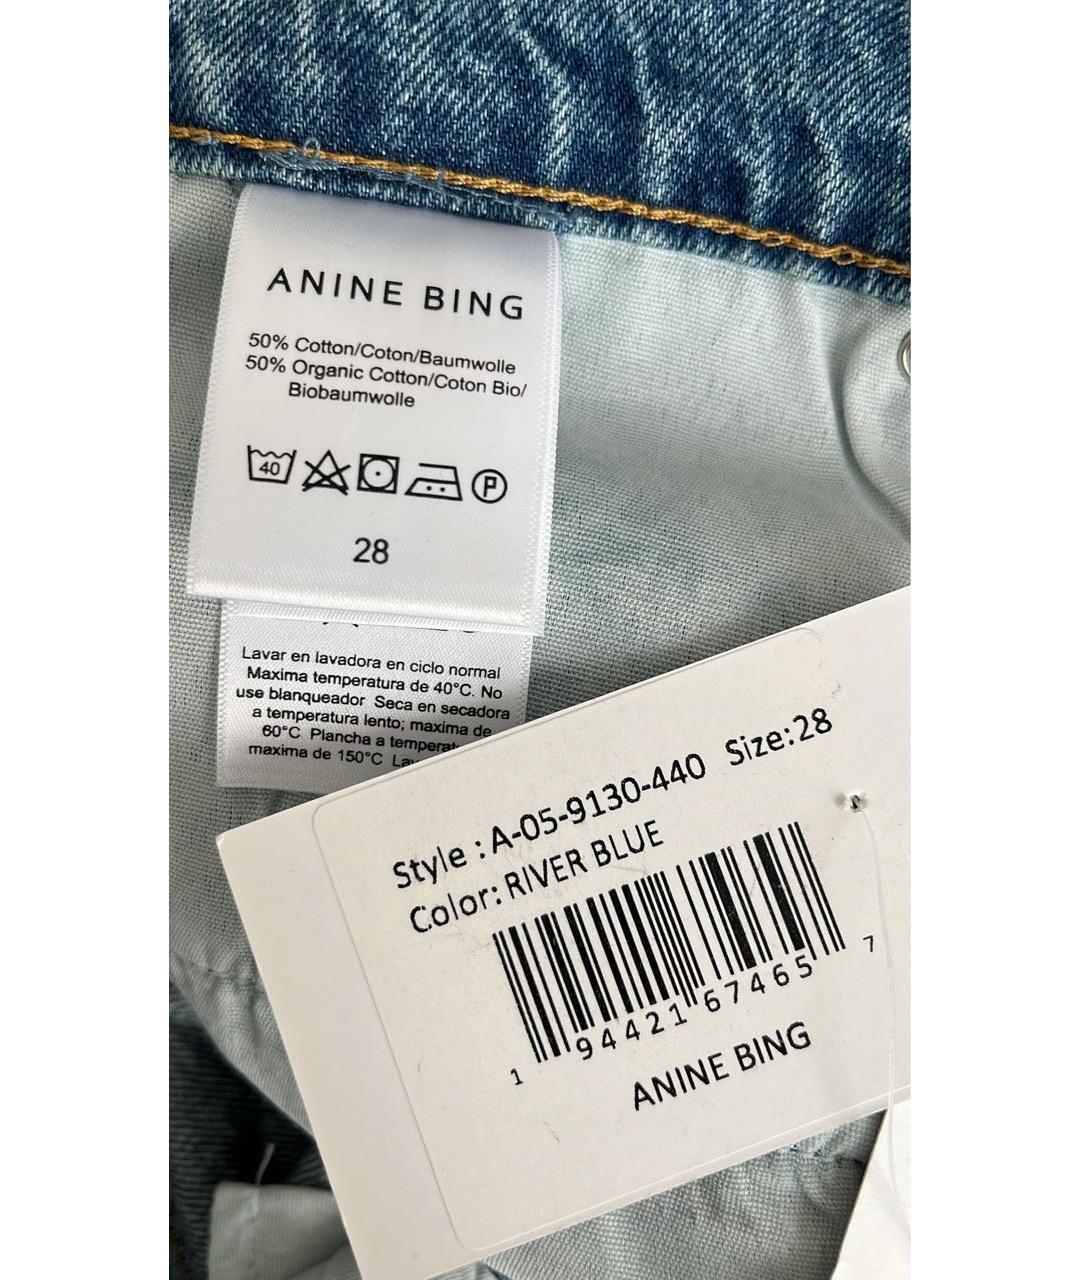 ANINE BING
50% Cotton/Coton/Baumwolle
50% Organic Cotton/Coton Bio/
Biobaumwolle
40
P
28
Lavar en lavadora en ciclo normal
Maxima temperatura de 40°C. No
use blanqueador Seca en secadora
a temperatura lento; maxima de
60°C Plancha a
maxima de 150°C
Style : A-05-9130-440 Size:28
Color: RIVER BLUE
1 94421 67465 7
ANINE BING